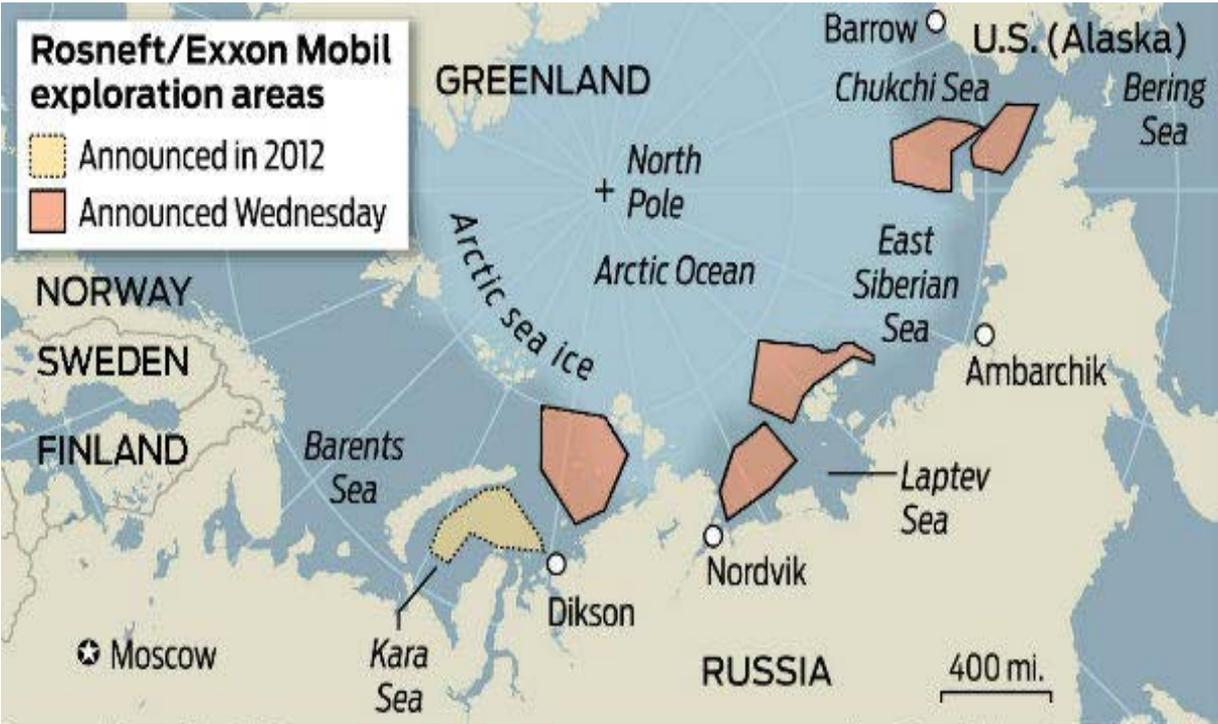 Rosneft/Exxon Mobil
exploration areas
Announced in 2012
Announced Wednesday
GREENLAND
Barrow
U.S. (Alaska)
Chukchi Sea
Bering
Sea
North
Pole
Arctic Ocean
Arctic sea ice
East
Siberian
Sea
NORWAY
SWEDEN
FINLAND
Ambarchik
Barents
Sea
Laptev
Sea
Nordvik
Dikson
Kara
Sea
Moscow
RUSSIA
400 mi.